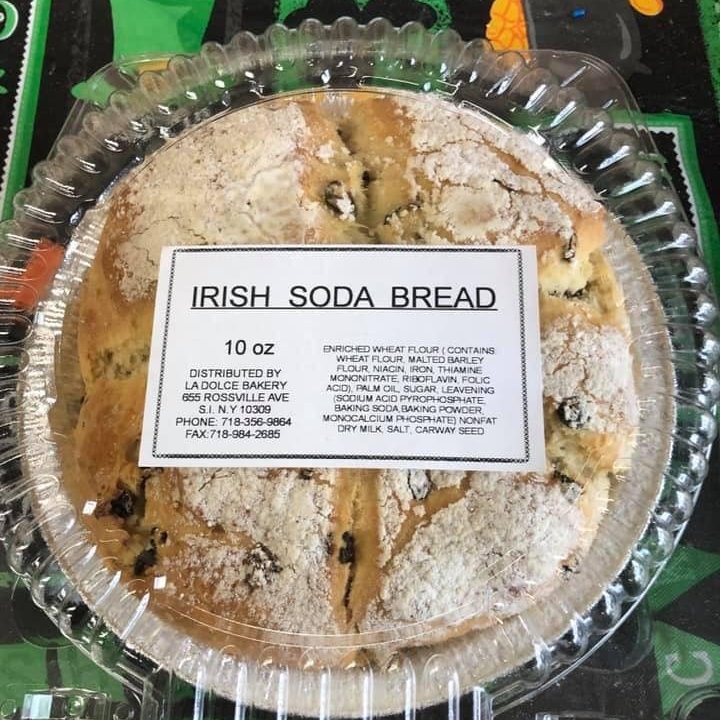 IRISH SODA BREAD
10 oz
DISTRIBUTED BY
LA DOLCE BAKERY
655 ROSSVILLE AVE
S.I. N.Y 10309
PHONE: 718-356-9864
FAX:718-984-2685
ENRICHED WHEAT FLOUR ( CONTAINS:
WHEAT FLOUR, MALTED BARLEY
FLOUR, NIACIN, IRON, THIAMINE
MONONITRATE, RIBOFLAVIN, FOLIC
ACID), PALM OIL, SUGAR, LEAVENING
(SODIUM ACID PYROPHOSPHATE,
BAKING SODA,BAKING POWDER,
MONOCALCIUM PHOSPHATE) NONFAT
DRY MILK, SALT, CARWAY SEED